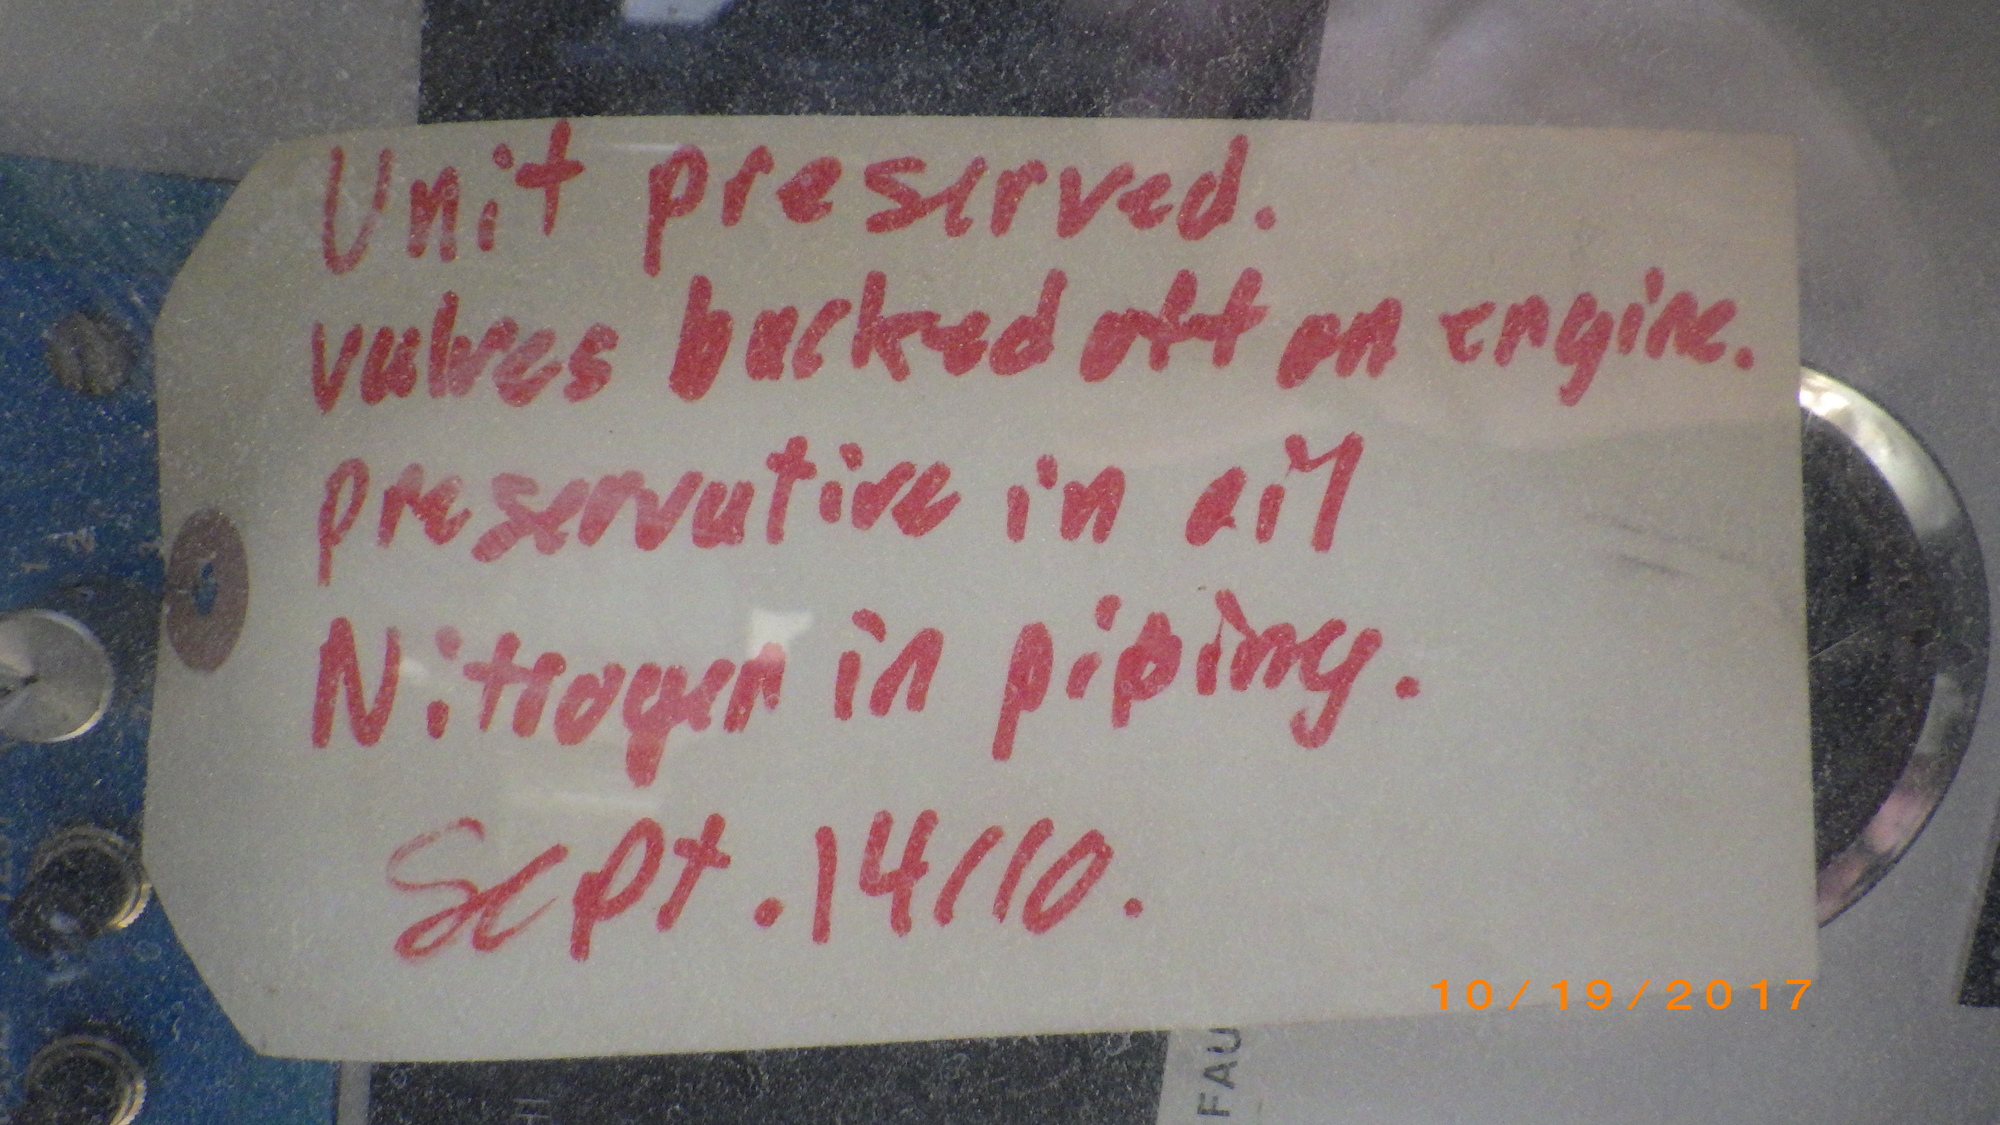 Unit preserved.
valves backed off on engine.
preservative in oil
Nitrogen in piping.
Sept. 14/10.
10/19/2017
FAU